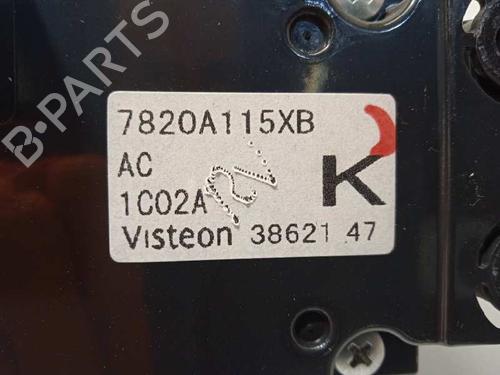 7820A115XB
AC
1C02A
K
Visteon 38621 47
B-PARTS